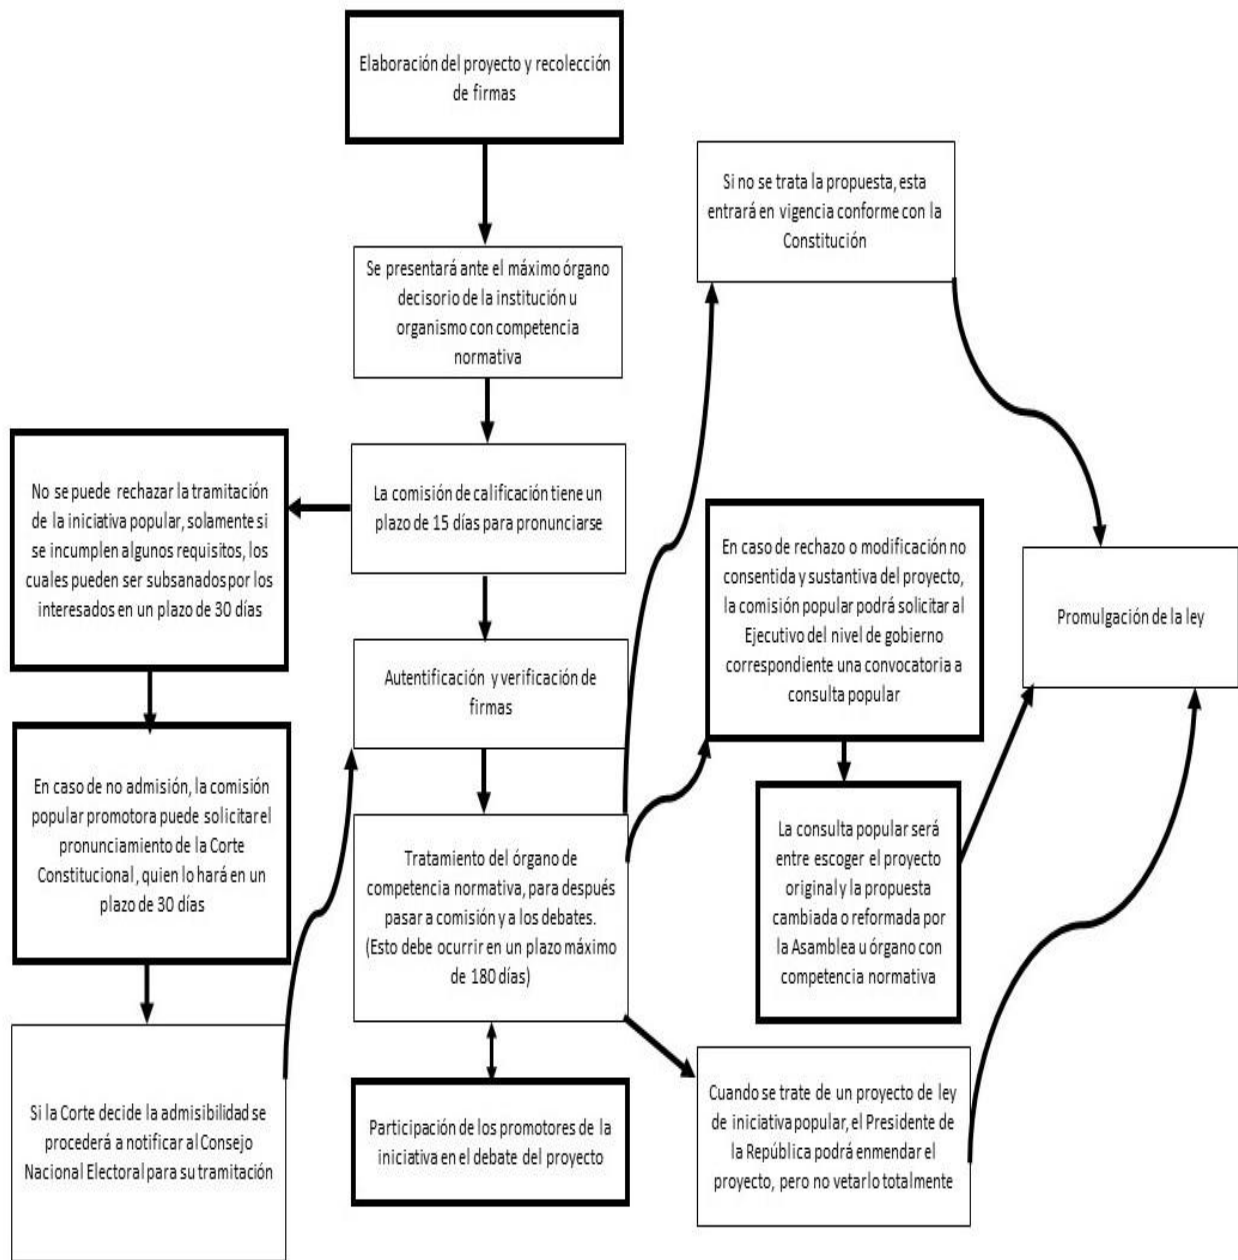 Elaboración del proyecto y recolección
de firmas
Se presentará ante el máximo órgano
decisorio de la institución u
organismo con competencia
normativa
La comisión de calificación tiene un
plazo de 15 días para pronunciarse
No se puede rechazar la tramitación
de la iniciativa popular, solamente si
se incumplen algunos requisitos, los
cuales pueden ser subsanados por los
interesados en un plazo de 30 días
En caso de no admisión, la comisión
popular promotora puede solicitar el
pronunciamiento de la Corte
Constitucional, quien lo hará en un
plazo de 30 días
Si la Corte decide la admisibilidad se
procederá a notificar al Consejo
Nacional Electoral para su tramitación
Autentificación y verificación de
firmas
Tratamiento del órgano de
competencia normativa, para después
pasar a comisión y a los debates.
(Esto debe ocurrir en un plazo máximo
de 180 días)
Participación de los promotores de la
iniciativa en el debate del proyecto
Si no se trata la propuesta, esta
entrará en vigencia conforme con la
Constitución
En caso de rechazo o modificación no
consentida y sustantiva del proyecto,
la comisión popular podrá solicitar al
Ejecutivo del nivel de gobierno
correspondiente una convocatoria a
consulta popular
La consulta popular será
entre escoger el proyecto
original y la propuesta
cambiada o reformada por
la Asamblea u órgano con
competencia normativa
Cuando se trate de un proyecto de ley
de iniciativa popular, el Presidente de
la República podrá enmendar el
proyecto, pero no vetarlo totalmente
Promulgación de la ley